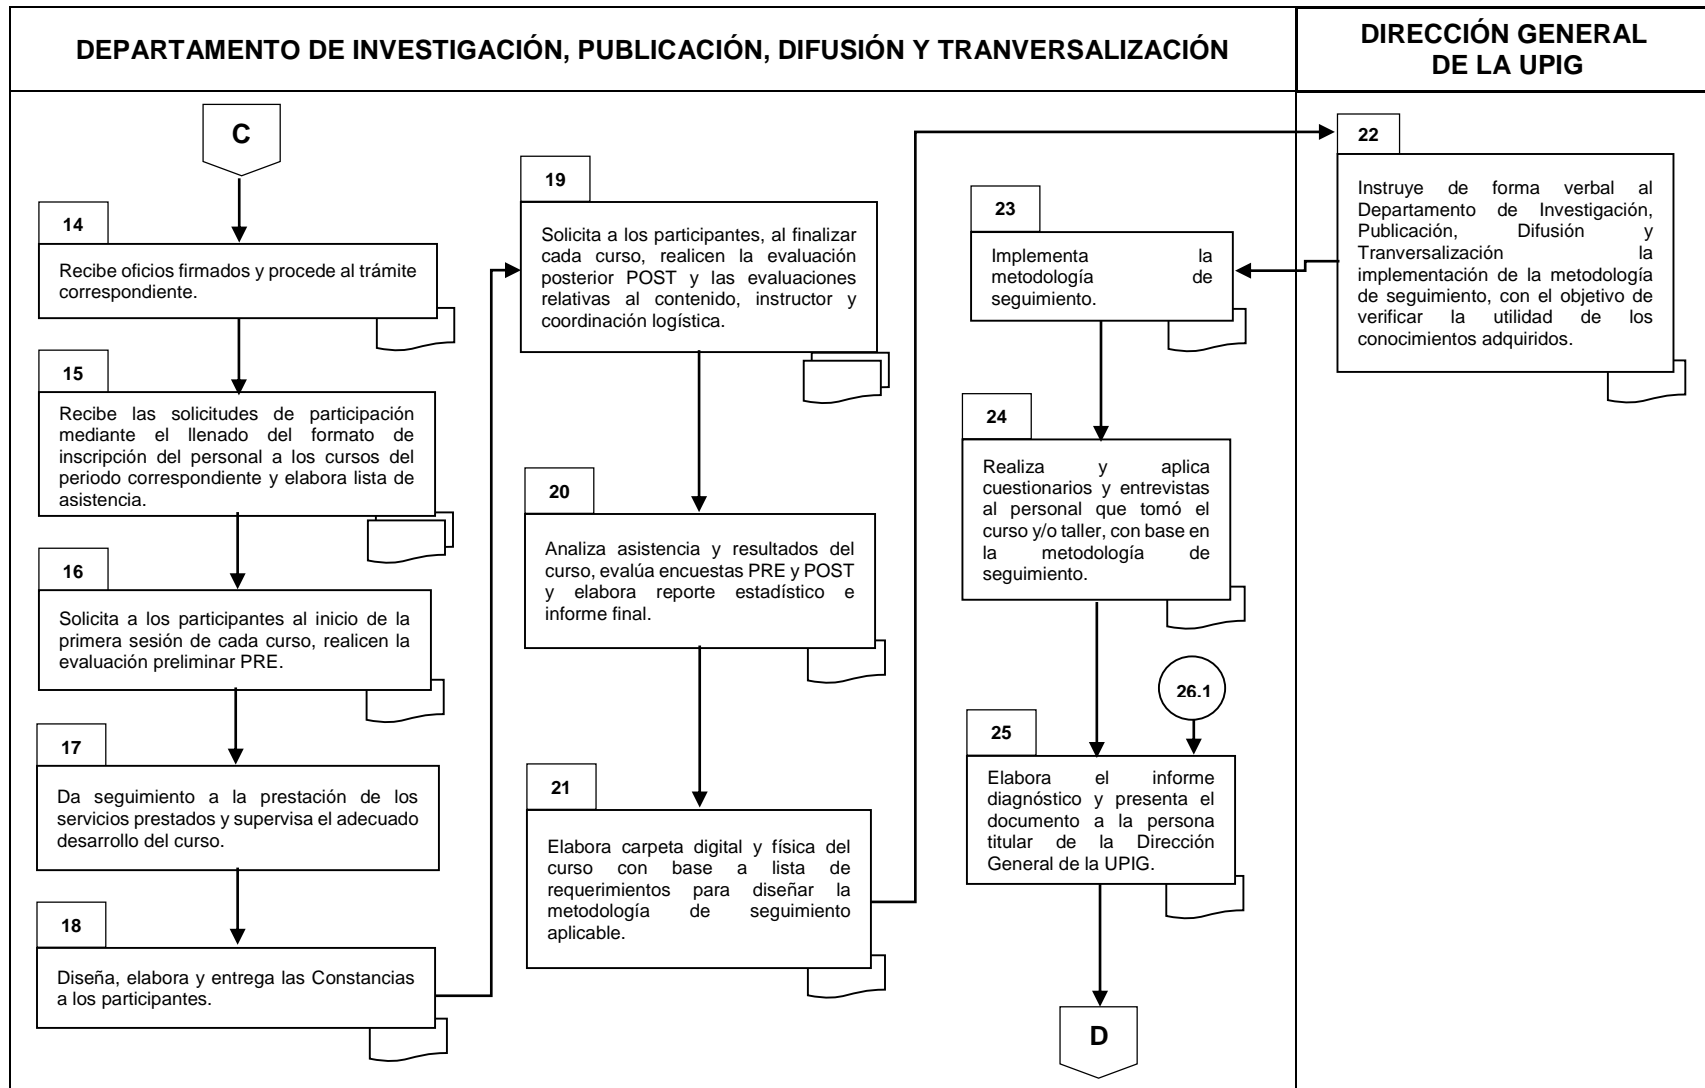 DEPARTAMENTO DE INVESTIGACIÓN, PUBLICACIÓN, DIFUSIÓN Y TRANVERSALIZACIÓN
DIRECCIÓN GENERAL
DE LA UPIG
C
14
Recibe oficios firmados y procede al trámite
correspondiente.
15
Recibe las solicitudes de participación
mediante el llenado del formato de
inscripción del personal a los cursos del
periodo correspondiente y elabora lista de
asistencia.
16
Solicita a los participantes al inicio de la
primera sesión de cada curso, realicen la
evaluación preliminar PRE.
17
Da seguimiento a la prestación de los
servicios prestados y supervisa el adecuado
desarrollo del curso.
18
Diseña, elabora y entrega las Constancias
a los participantes.
19
Solicita a los participantes, al finalizar
cada curso, realicen la evaluación
posterior POST y las evaluaciones
relativas al contenido, instructor y
coordinación logística.
20
Analiza asistencia y resultados del
curso, evalúa encuestas PRE y POST
y elabora reporte estadístico e
informe final.
21
Elabora carpeta digital y física del
curso con base a lista de
requerimientos para diseñar la
metodología de seguimiento
aplicable.
22
Instruye de forma verbal al
Departamento de Investigación,
Publicación, Difusión y
Tranversalización la
implementación de la metodología
de seguimiento, con el objetivo de
verificar la utilidad de los
conocimientos adquiridos.
23
Implementa la
metodología de
seguimiento.
24
Realiza y aplica
cuestionarios y entrevistas
al personal que tomó el
curso y/o taller, con base en
la metodología de
seguimiento.
26.1
25
Elabora el informe
diagnóstico y presenta el
documento a la persona
titular de la Dirección
General de la UPIG.
D